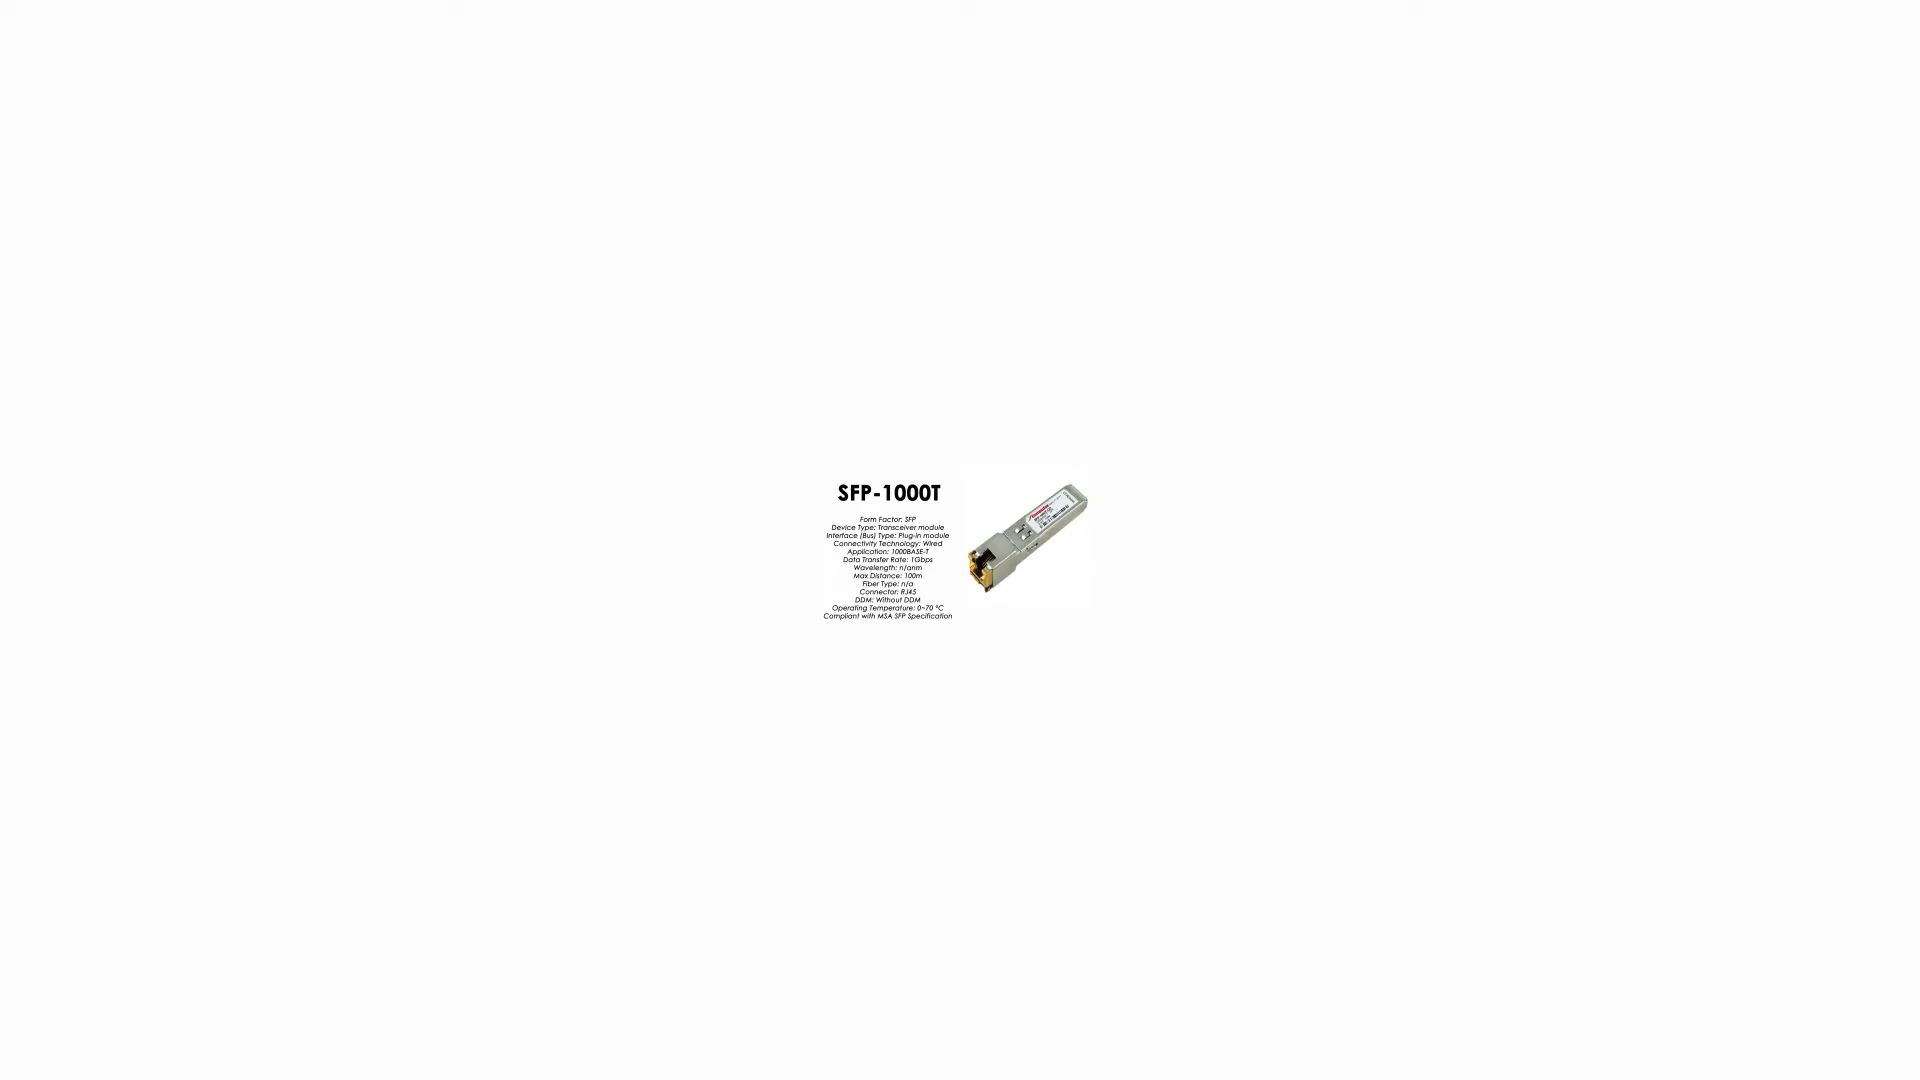 SFP-1000T
Form Factor: SFP
Device Type: Transceiver module
Interface (Bus) Type: Plug-in module
Connectivity Technology: Wired
Application: 1000BASE-T
Data Transfer Rate: 1Gbps
Wavelength: n/anm
Max Distance: 100m
Fiber Type: n/a
Connector: RJ45
DDM: Without DDM
Operating Temperature: 0~70 °C
Compliant with MSA SFP Specification